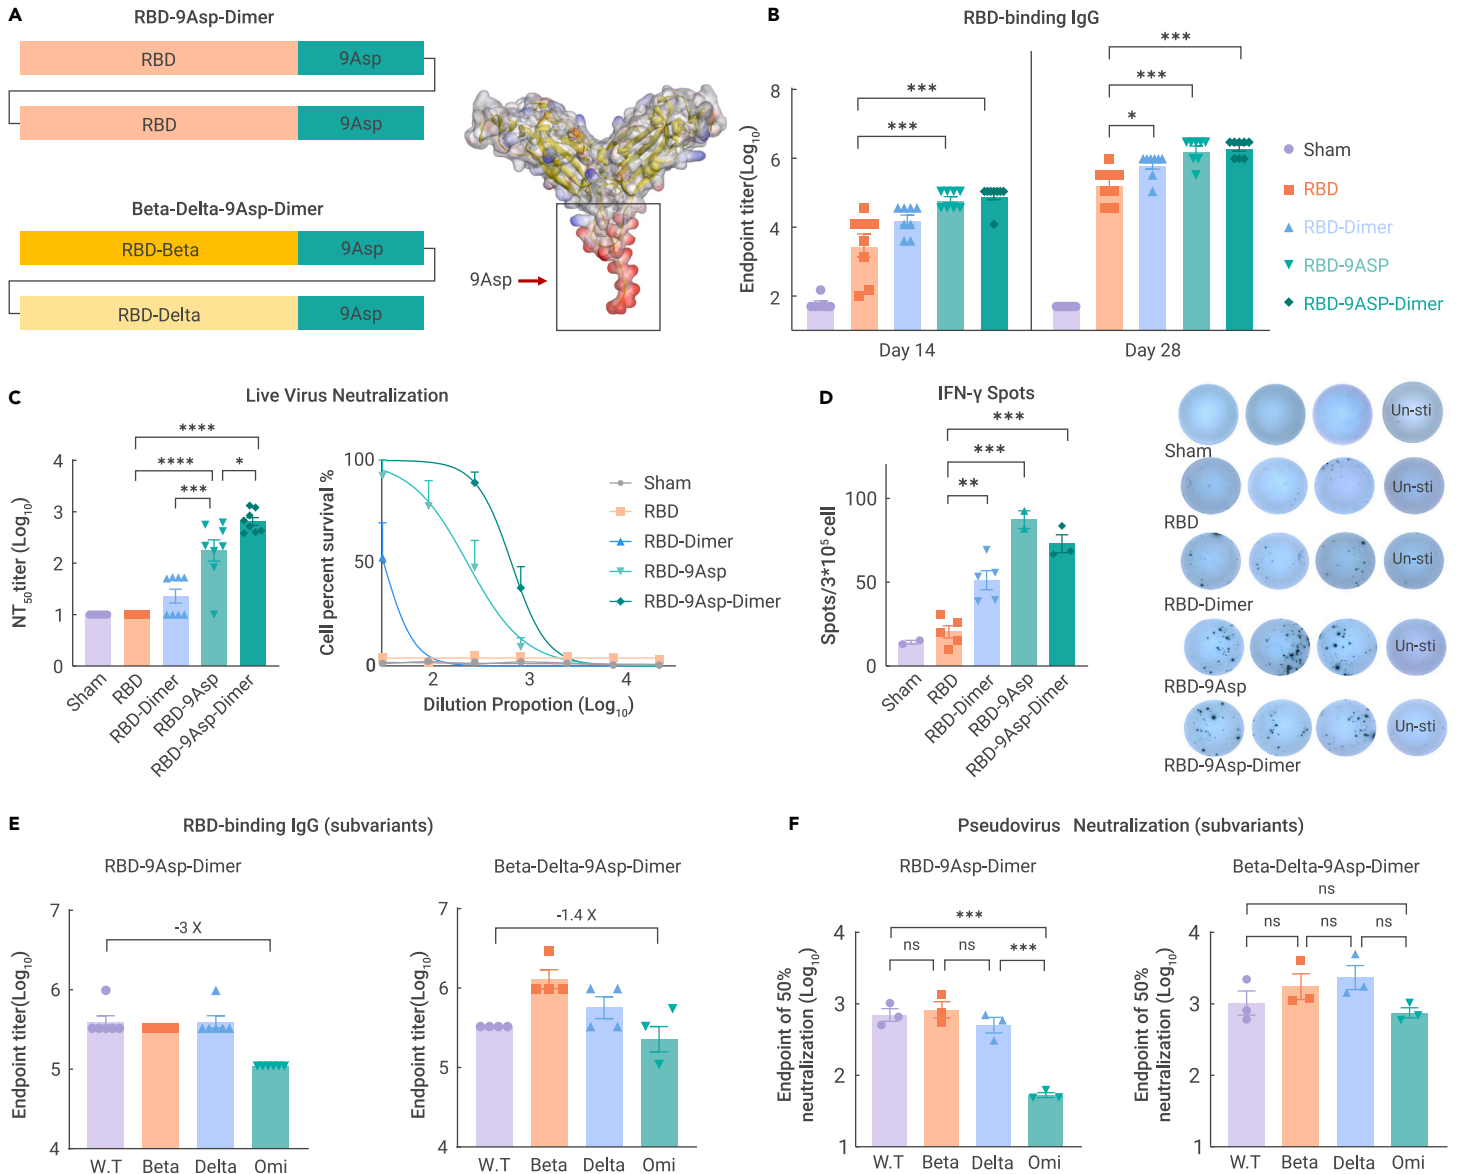 A
RBD-9Asp-Dimer
RBD
9Asp
RBD
9Asp
Beta-Delta-9Asp-Dimer
RBD-Beta
9Asp
RBD-Delta
9Asp
9Asp
B
RBD-binding IgG
Endpoint titer(Log10)
8
6
4
2
***
***
***
***
*
Day 14
Day 28
Sham
RBD
RBD-Dimer
RBD-9ASP
RBD-9ASP-Dimer
C
Live Virus Neutralization
NT50 titer (Log10)
4
3
2
1
0
****
****
*
***
Sham
RBD
RBD-Dimer
RBD-9Asp
RBD-9Asp-Dimer
Cell percent survival %
100
50
0
2
3
4
Dilution Propotion (Log10)
Sham
RBD
RBD-Dimer
RBD-9Asp
RBD-9Asp-Dimer
D
IFN-γ Spots
Spots/3*10⁵ cell
100
50
0
***
***
**
Sham
RBD
RBD-Dimer
RBD-9Asp
RBD-9Asp-Dimer
Un-sti
Sham
Un-sti
RBD
Un-sti
RBD-Dimer
Un-sti
RBD-9Asp
Un-sti
RBD-9Asp-Dimer
E
RBD-binding IgG (subvariants)
RBD-9Asp-Dimer
Endpoint titer(Log10)
7
6
5
4
-3 X
W.T
Beta
Delta
Omi
Beta-Delta-9Asp-Dimer
Endpoint titer(Log10)
7
6
5
4
-1.4 X
W.T
Beta
Delta
Omi
F
Pseudovirus Neutralization (subvariants)
RBD-9Asp-Dimer
Endpoint of 50%
neutralization (Log10)
4
3
2
1
***
ns
ns
***
W.T
Beta
Delta
Omi
Beta-Delta-9Asp-Dimer
Endpoint of 50%
neutralization (Log10)
4
3
2
1
ns
ns
ns
ns
W.T
Beta
Delta
Omi